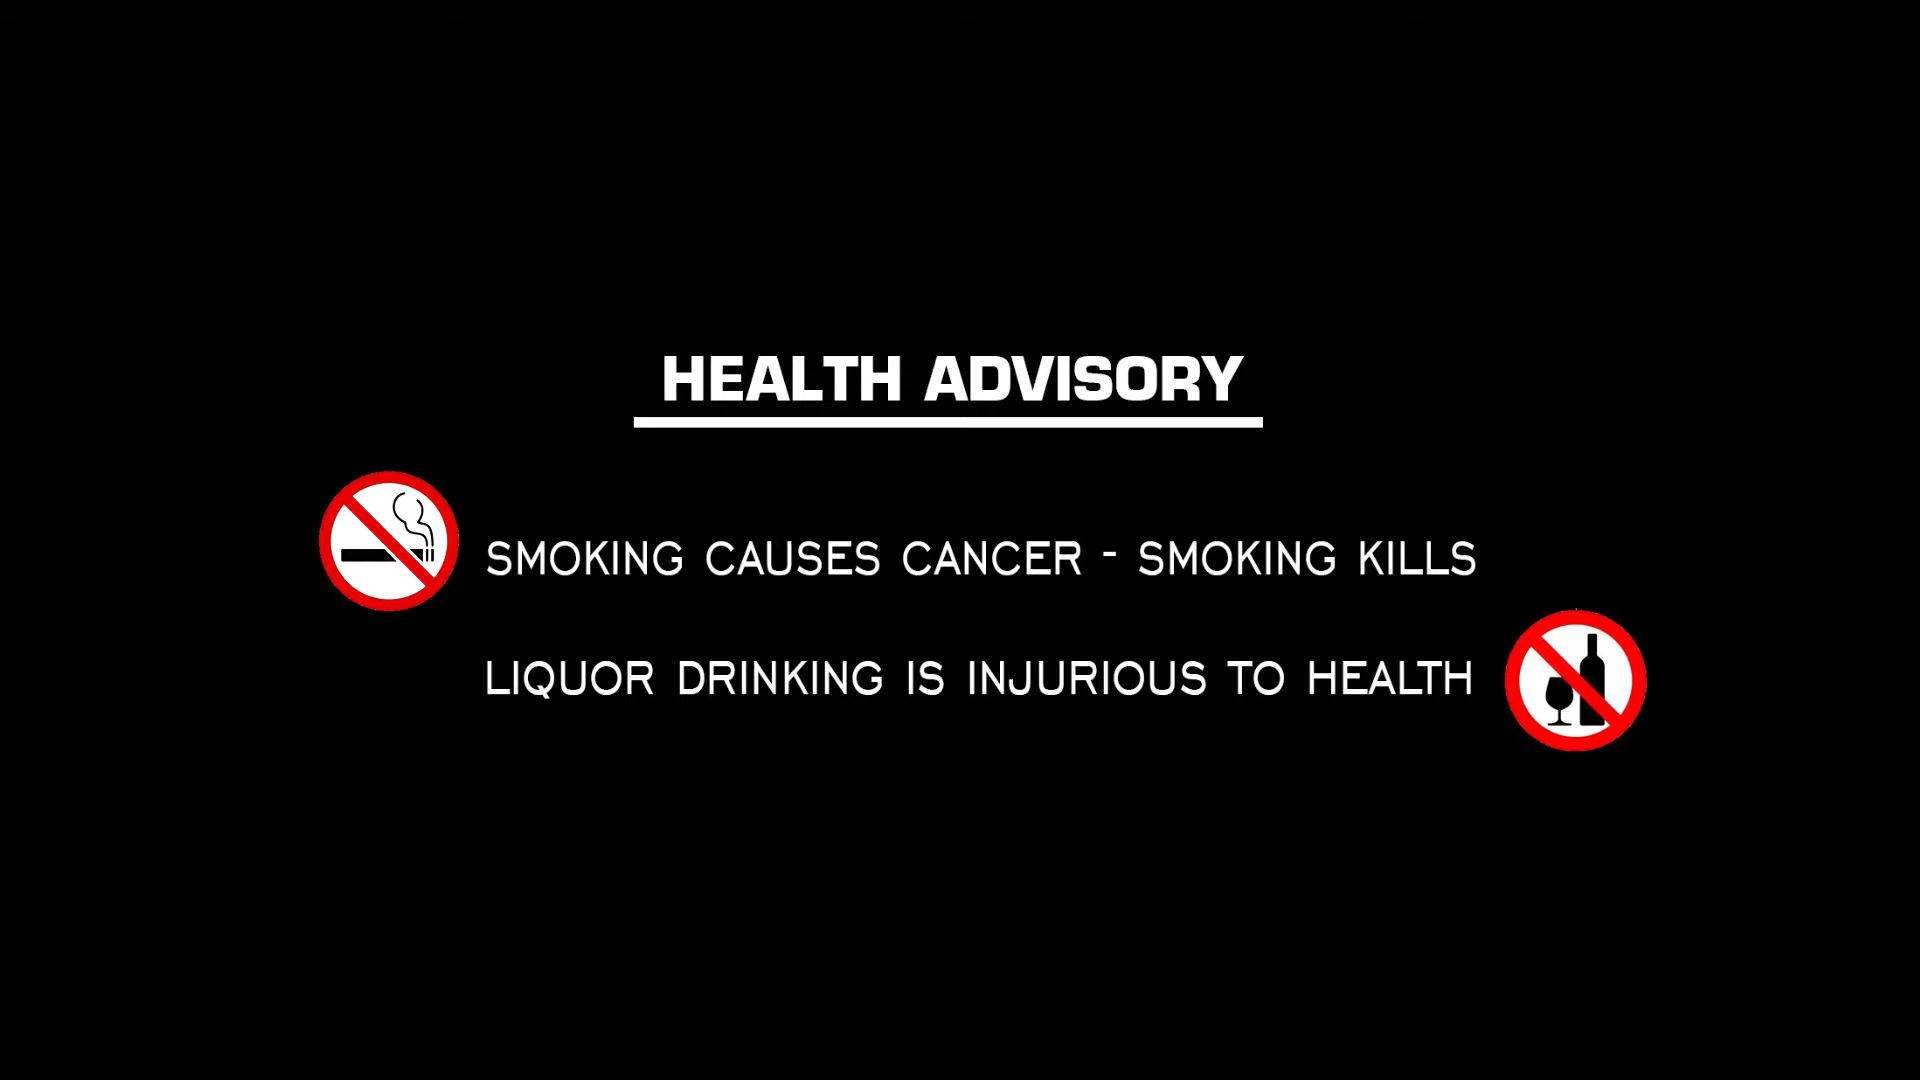 HEALTH ADVISORY
SMOKING CAUSES CANCER - SMOKING KILLS
LIQUOR DRINKING IS INJURIOUS TO HEALTH